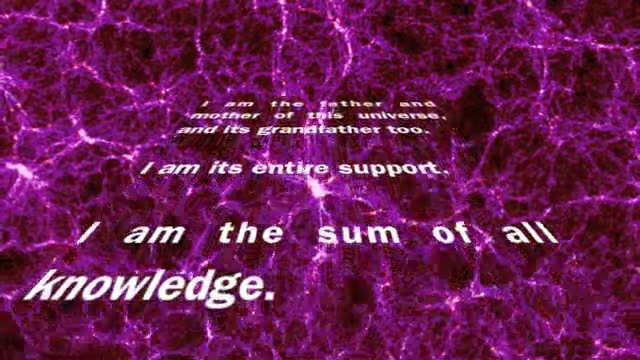 I am the father and
mother of this universe,
and its grandfather too.
I am its entire support.
I am the sum of all
knowledge.